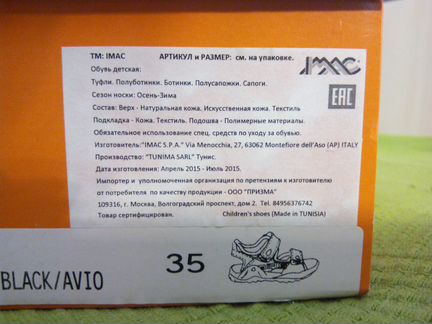 ТМ: IMAC АРТИКУЛ и РАЗМЕР: см. на упаковке.
IMAC
Обувь детская:
Туфли. Полуботинки. Ботинки. Полусапожки. Сапоги.
Сезон носки: Осень-Зима
EAC
Состав: Верх - Натуральная кожа. Искусственная кожа. Текстиль
Подкладка - Кожа. Текстиль. Подошва - Полимерные материалы.
Обязательное использование спец. средств по уходу за обувью.
Изготовитель: "IMAC S.P.A." Via Menocchia, 27, 63062 Montefiore dell'Aso (AP) ITALY
Производство: "TUNIMA SARL" Тунис.
Дата изготовления: Апрель 2015 - Июль 2015.
Импортер и уполномоченная организация по претензиям к изготовителю
от потребителя по качеству продукции - ООО "ПРИЗМА"
109316, г. Москва, Волгоградский проспект, дом 2. Tel. 84956376742
Товар сертифицирован. Children's shoes (Made in TUNISIA)
BLACK/AVIO 35